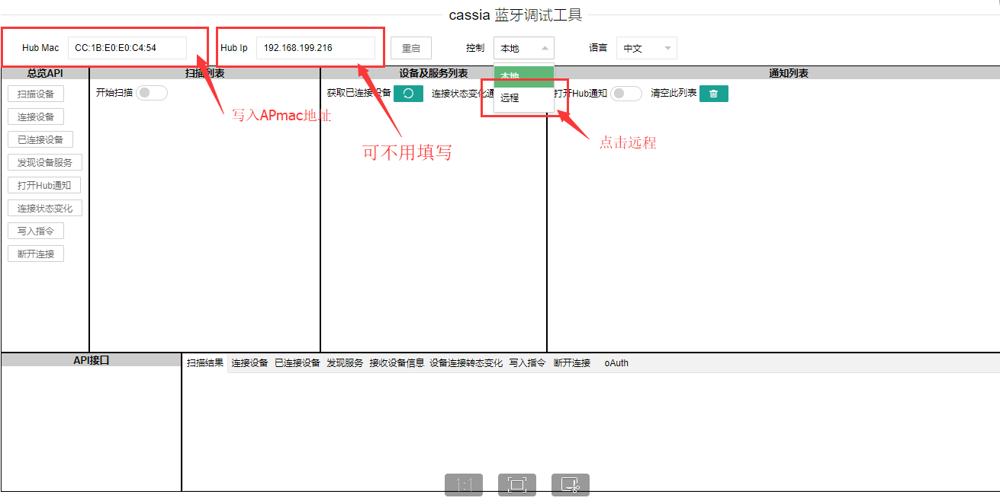 cassia 蓝牙调试工具
Hub Mac CC:1B:E0:E0:C4:54 Hub Ip 192.168.199.216 重启 控制 本地 语言 中文
总览API 扫描列表 设备及服务列表 本地 通知列表
扫描设备 开始扫描 获取已连接设备 连接状态变化通 远程 打开Hub通知 清空此列表
连接设备 写入APmac地址
已连接设备 可不用填写 点击远程
发现设备服务
打开Hub通知
连接状态变化
写入指令
断开连接
API接口 扫描结果 连接设备 已连接设备 发现服务 接收设备信息 设备连接转态变化 写入指令 断开连接 oAuth
1:1